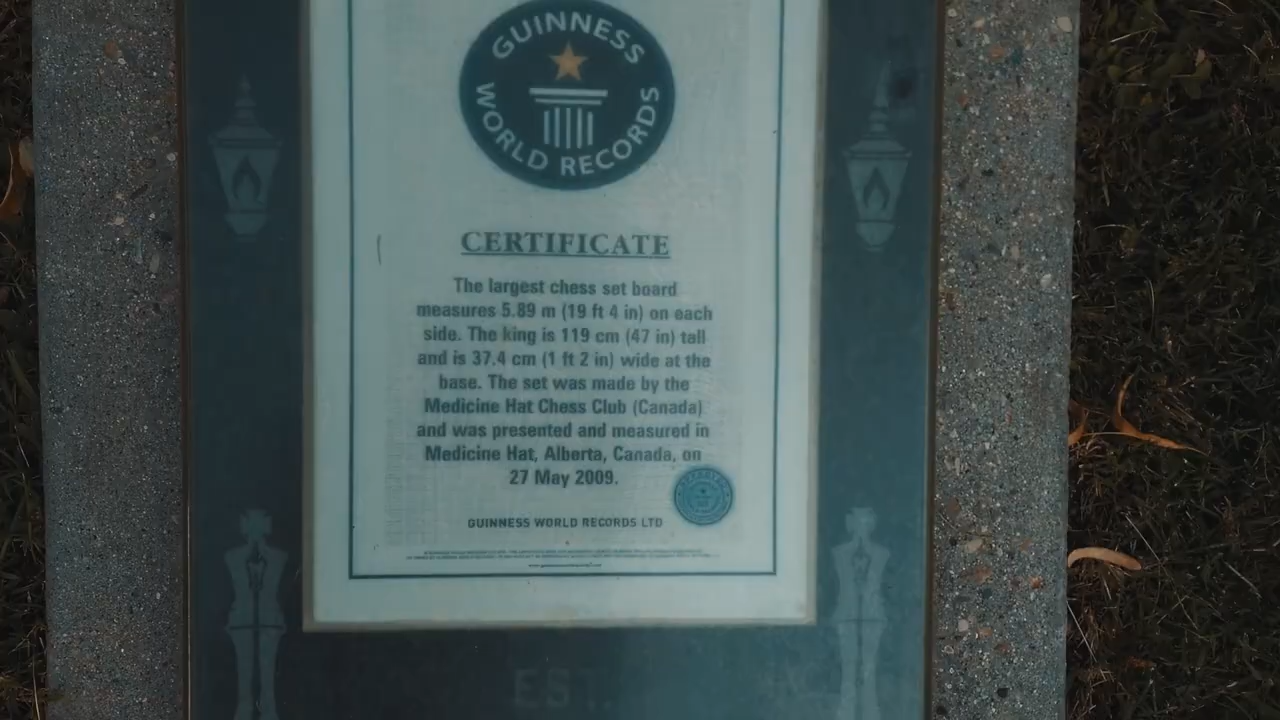 GUINNESS
WORLD RECORDS
CERTIFICATE
The largest chess set board
measures 5.89 m (19 ft 4 in) on each
side. The king is 119 cm (47 in) tall
and is 37.4 cm (1 ft 2 in) wide at the
base. The set was made by the
Medicine Hat Chess Club (Canada)
and was presented and measured in
Medicine Hat, Alberta, Canada, on
27 May 2009.
GUINNESS WORLD RECORDS LTD
EST.